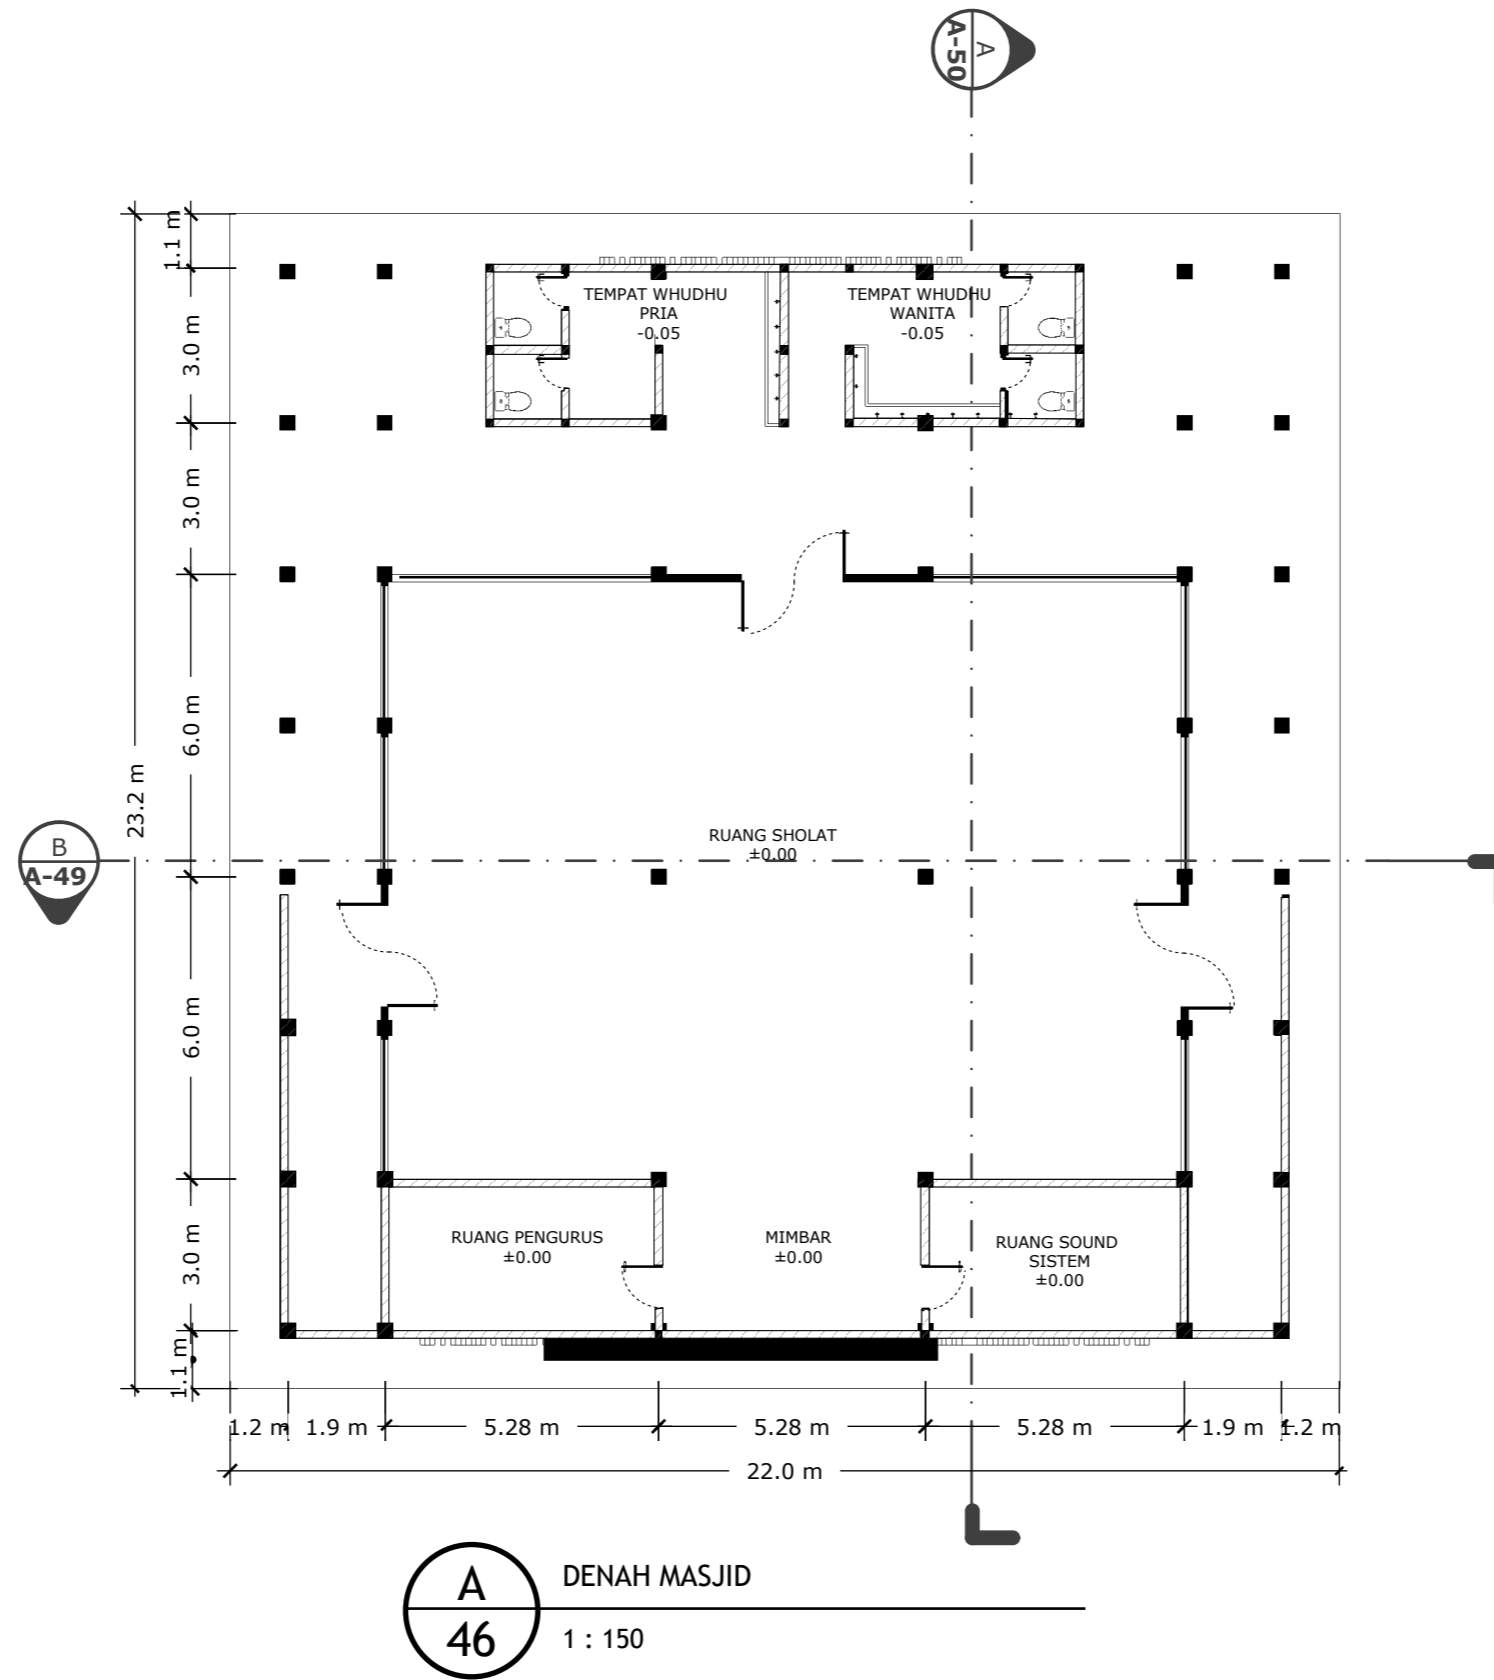 A
A-50
1.1 m
TEMPAT WHUDHU
PRIA
-0.05
TEMPAT WHUDHU
WANITA
-0.05
3.0 m
3.0 m
6.0 m
23.2 m
RUANG SHOLAT
±0.00
B
A-49
6.0 m
3.0 m
RUANG PENGURUS
±0.00
MIMBAR
±0.00
RUANG SOUND
SISTEM
±0.00
1.1 m
1.2 m 1.9 m 5.28 m 5.28 m 5.28 m 1.9 m 1.2 m
22.0 m
A
46
DENAH MASJID
1 : 150